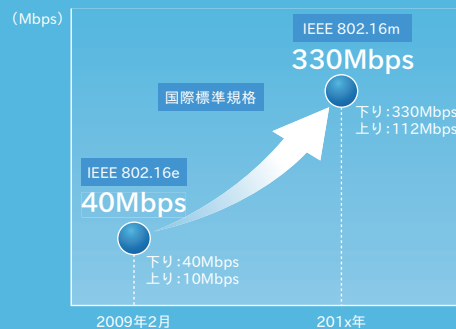 (Mbps)
IEEE 802.16m
330Mbps
国際標準規格
下り:330Mbps
上り:112Mbps
IEEE 802.16e
40Mbps
下り:40Mbps
上り:10Mbps
2009年2月
201x年